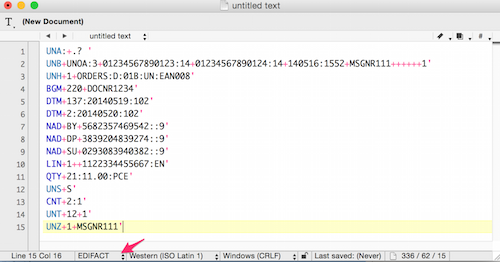 untitled text
(New Document)
untitled text
1 UNA:+.? '
2 UNB+UNOA:3+01234567890123:14+01234567890124:14+140516:1552+MSGNR111++++++1'
3 UNH+1+ORDERS:D:01B:UN:EAN008'
4 BGM+220+DOCNR1234'
5 DTM+137:20140519:102'
6 DTM+2:20140520:102'
7 NAD+BY+5682357469542::9'
8 NAD+DP+3839204839274::9'
9 NAD+SU+0293083940382::9'
10 LIN+1++1122334455667:EN'
11 QTY+21:11.00:PCE'
12 UNS+S'
13 CNT+2:1'
14 UNT+12+1'
15 UNZ+1+MSGNR111'
Line 15 Col 16 EDIFACT Western (ISO Latin 1) Windows (CRLF) Last saved: (Never) 336 / 62 / 15